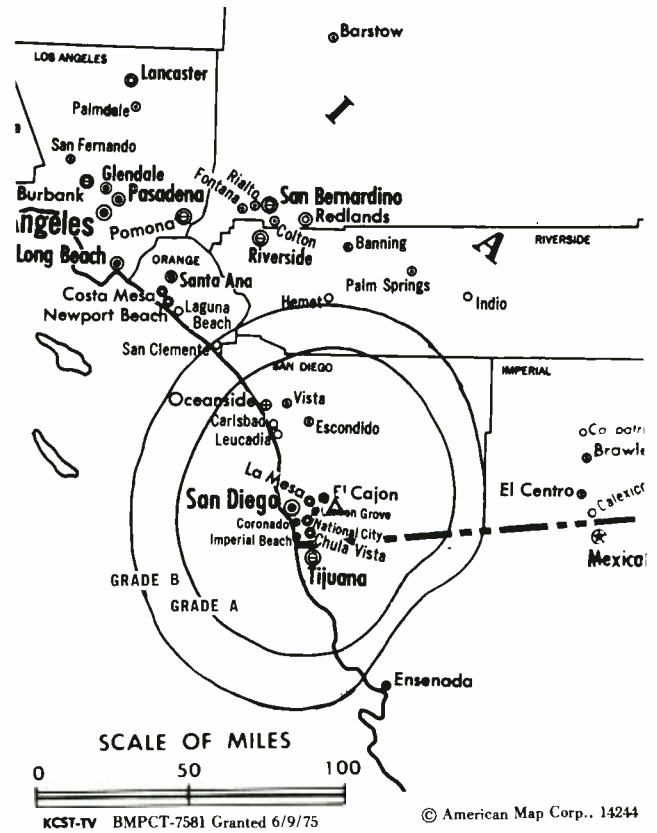 Barstow
LOS ANGELES
Lancaster
Palmdale
San Fernando
Glendale
Rialto
Burbank
Pasadena
Fontana
San Bernardino
Redlands
ngeles
Pomona
Colton
Banning
A
RIVERSIDE
Long Beach
ORANGE
Riverside
I
Santa Ana
Palm Springs
Costa Mesa
Hemet
Indio
Newport Beach
Laguna
Beach
San Clemente
SAN DIEGO
IMPERIAL
Oceanside
Vista
Carlsbad
Escondido
Leucadia
Brawle
La Mesa
El Cajon
El Centro
San Diego
Grove
Calexico
Coronado
National City
Imperial Beach
Chula Vista
Mexical
Tijuana
GRADE B
GRADE A
Ensenada
SCALE OF MILES
0 50 100
KCST-TV BMPCT-7581 Granted 6/9/75
© American Map Corp.. 14244